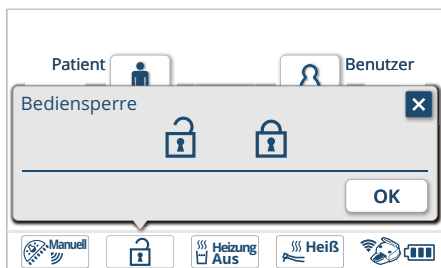 Patient
Benutzer
Bediensperre
OK
Manuell
Heizung
Aus
Heiß